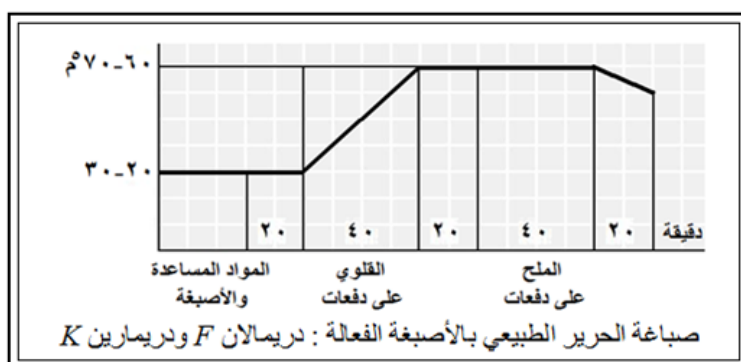 ٦٠-٧٠°م
٢٠-٣٠
٢٠ ٤٠ ٢٠ ٤٠ ٢٠ دقيقة
المواد المساعدة والأصبغة
القلوي على دفعات
الملح على دفعات
صباغة الحرير الطبيعي بالأصبغة الفعالة : دريمالان F ودريمارين K